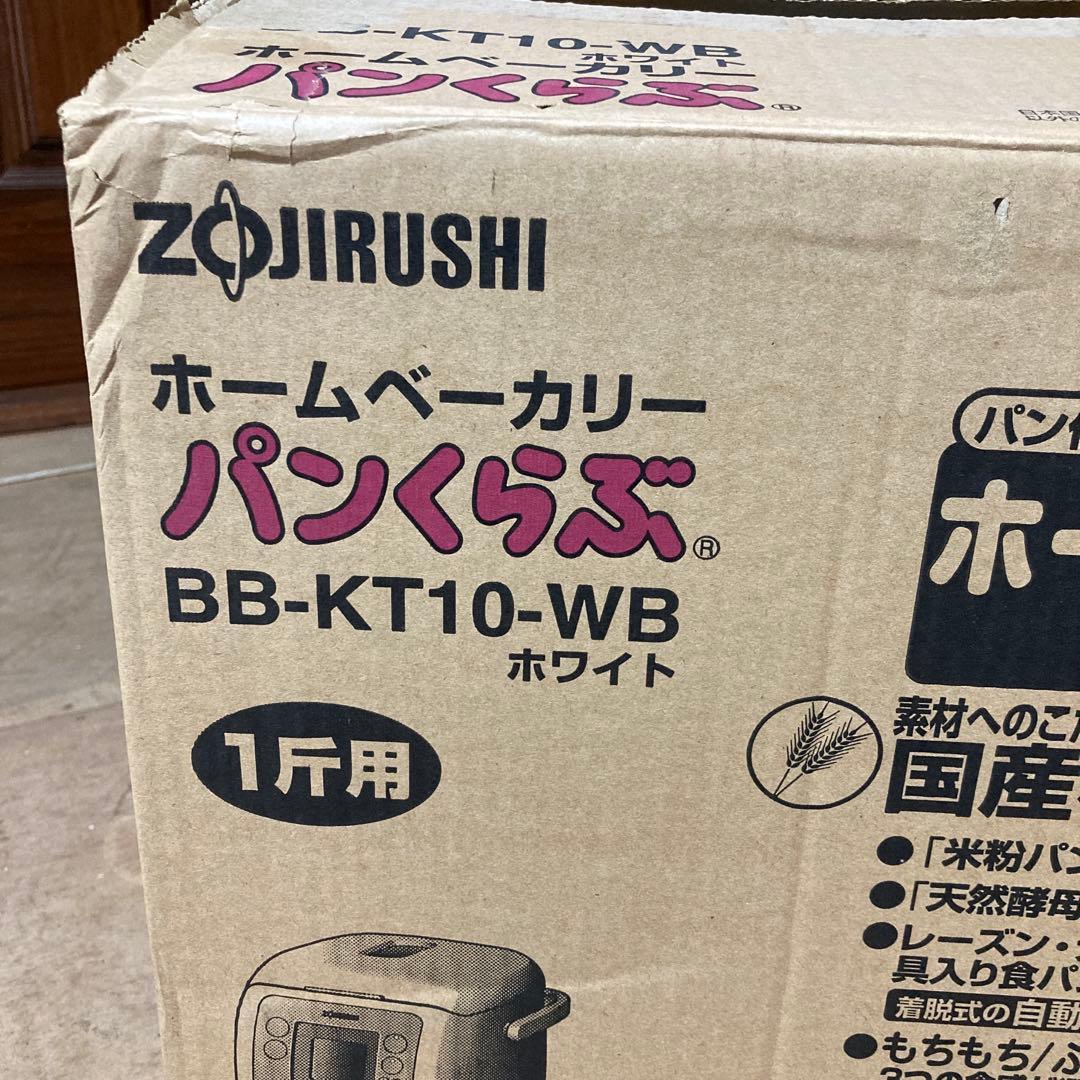 BB-KT10-WB
ホワイト
ホームベーカリー
パンくらぶ®
ZOJIRUSHI
ホームベーカリー
パンくらぶ®
BB-KT10-WB
ホワイト
1斤用
パン
ホー
素材へのこ
国産
●「米粉パン
●「天然酵母
●レーズン・
具入り食パ
着脱式の自動
●もちもち/ふ